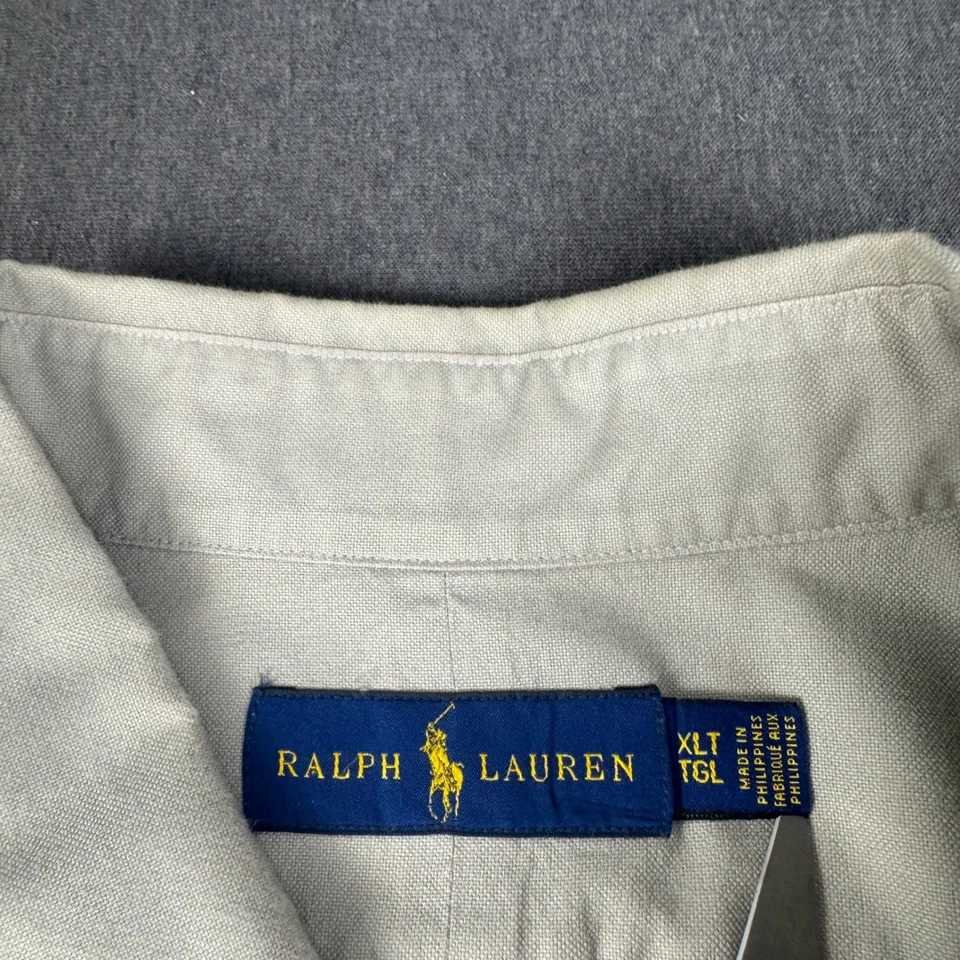 RALPH LAUREN
XLT
TGL
MADE IN
PHILIPPINES
FABRIQUÉ AUX
PHILIPPINES